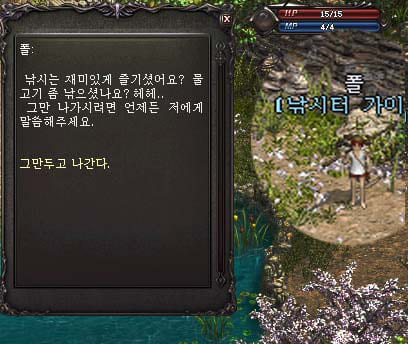 HP 15/15
MP 4/4
폴:
낚시는 재미있게 즐기셨어요? 물
고기 좀 낚으셨나요? 헤헤..
그만 나가시려면 언제든 저에게
말씀해주세요.
그만두고 나간다.
폴
[낚시터 가이